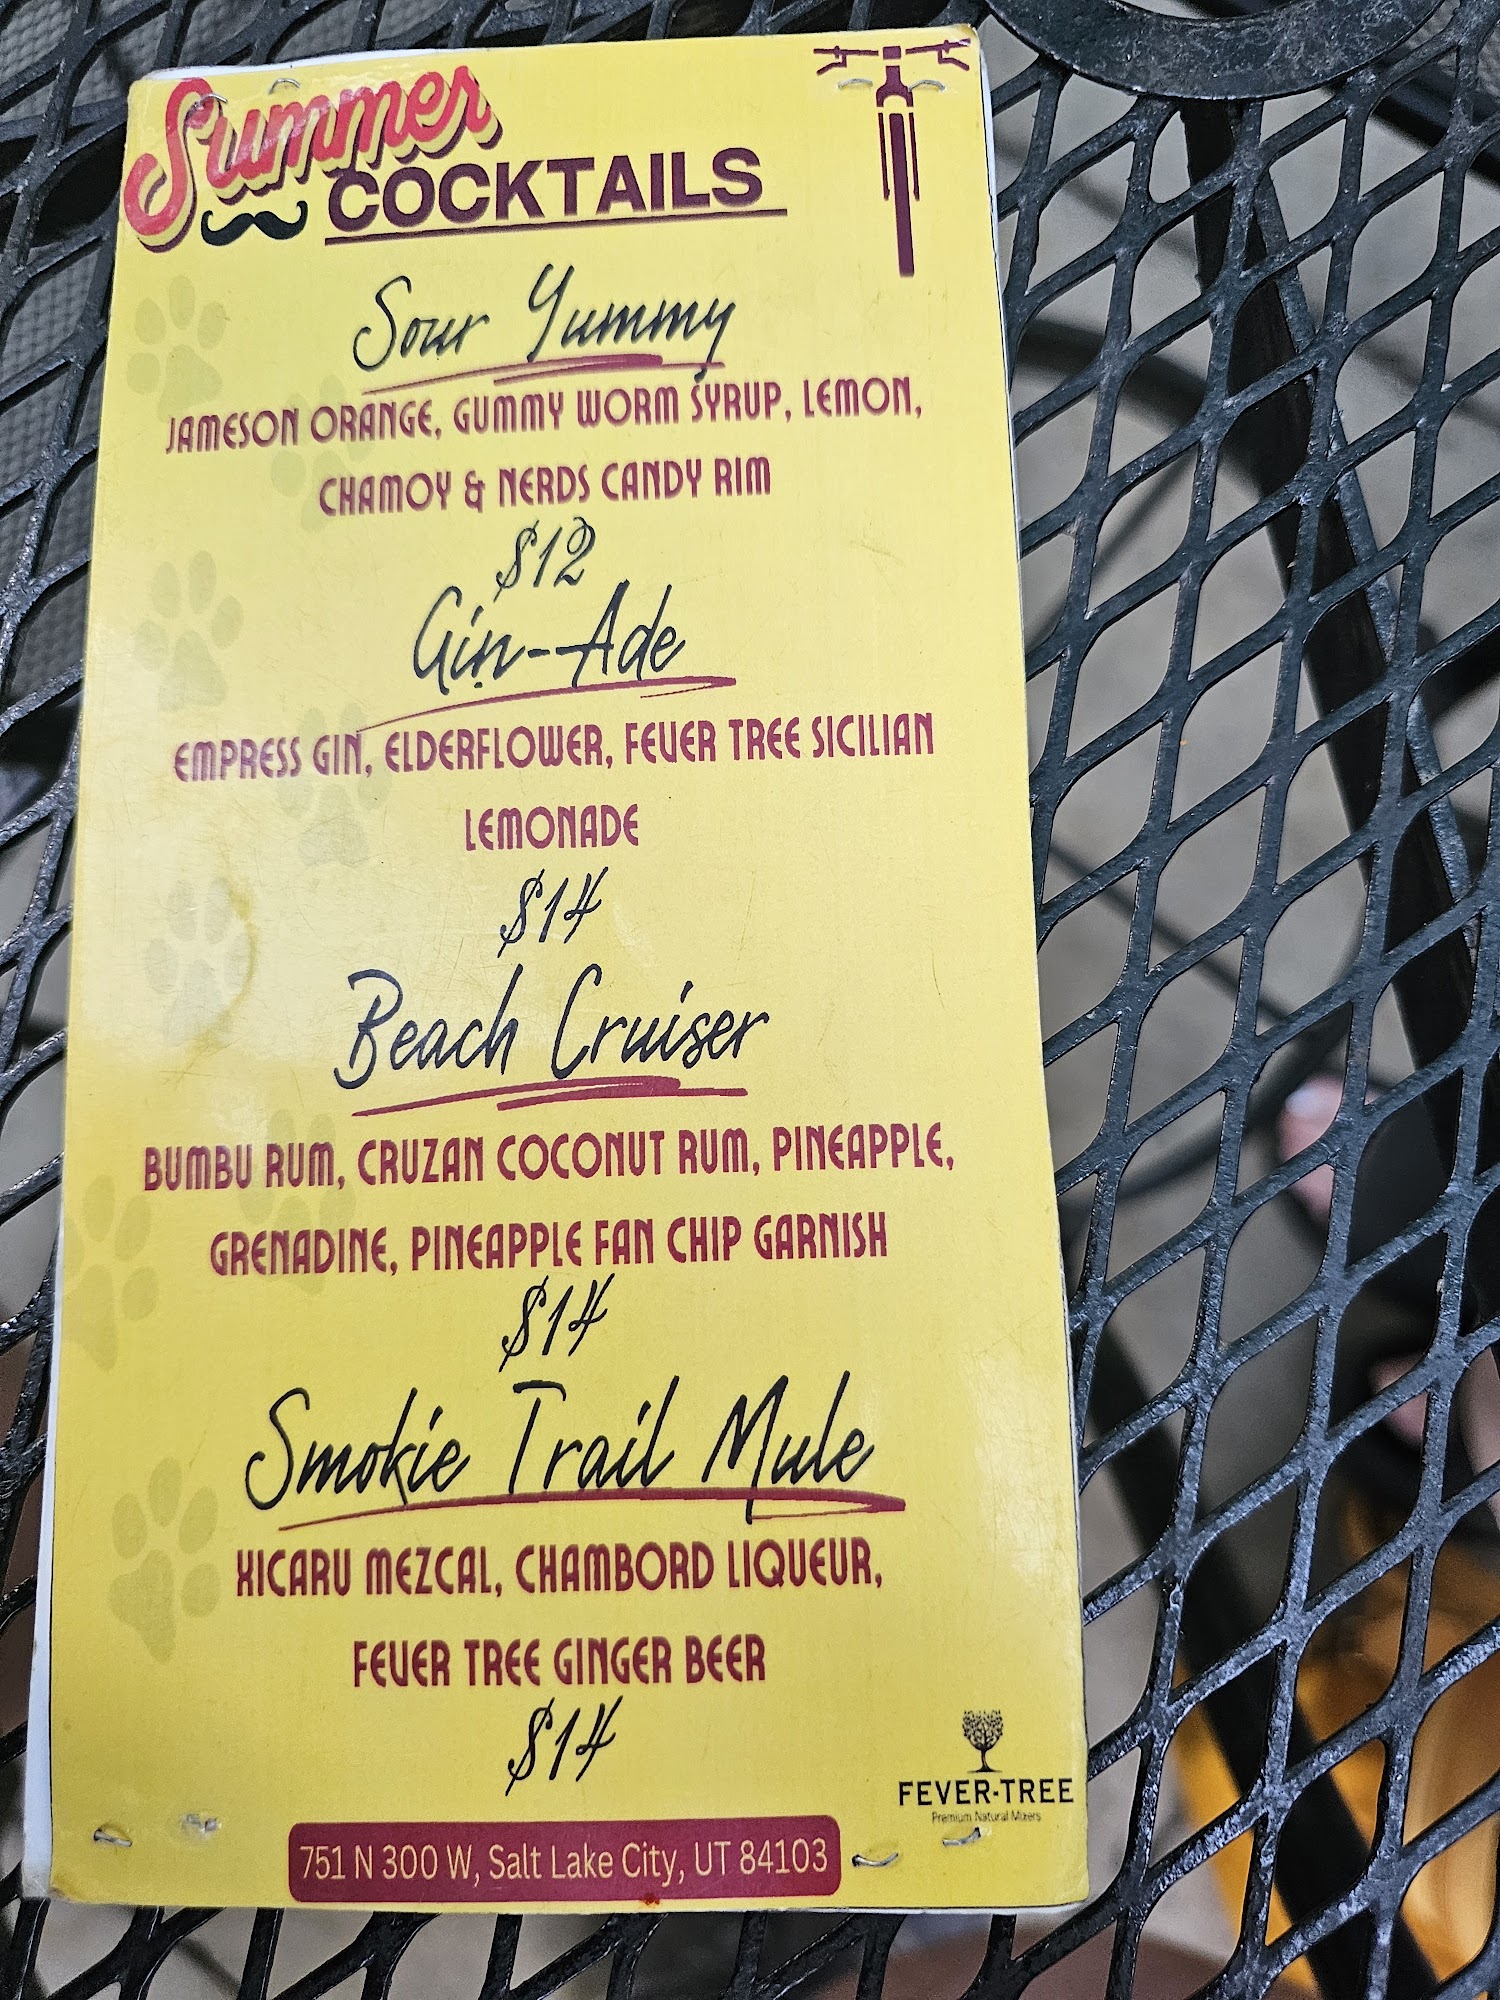 Summer
COCKTAILS
Sour Yummy
JAMESON ORANGE, GUMMY WORM SYRUP, LEMON,
CHAMOY & NERDS CANDY RIM
$12
Gin-Ade
EMPRESS GIN, ELDERFLOWER, FEVER TREE SICILIAN
LEMONADE
$14
Beach Cruiser
BUMBU RUM, CRUZAN COCONUT RUM, PINEAPPLE,
GRENADINE, PINEAPPLE FAN CHIP GARNISH
$14
Smokie Trail Mule
XICARU MEZCAL, CHAMBORD LIQUEUR,
FEVER TREE GINGER BEER
$14
FEVER-TREE
Premium Natural Mixers
751 N 300 W, Salt Lake City, UT 84103